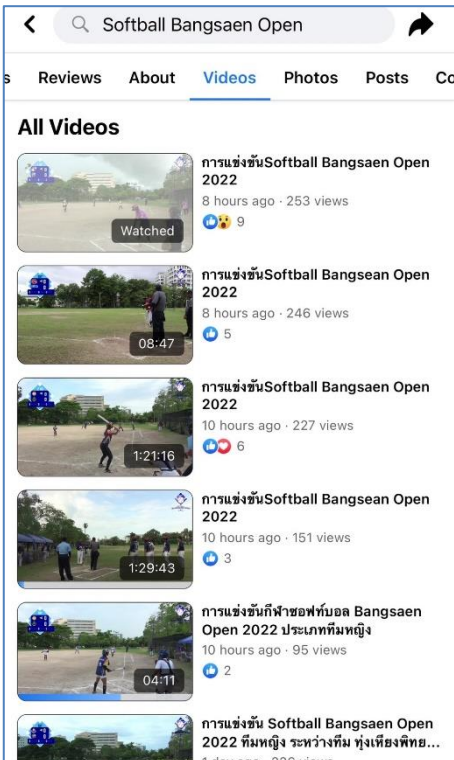 Softball Bangsaen Open
s Reviews About Videos Photos Posts Co
All Videos
การแข่งขันSoftball Bangsaen Open
2022
8 hours ago · 253 views
9
Watched
การแข่งขันSoftball Bangsean Open
2022
8 hours ago · 246 views
5
08:47
การแข่งขันSoftball Bangsaen Open
2022
10 hours ago · 227 views
6
1:21:16
การแข่งขันSoftball Bangsean Open
2022
10 hours ago · 151 views
3
1:29:43
การแข่งขันกีฬาซอฟท์บอล Bangsaen
Open 2022 ประเภททีมหญิง
10 hours ago · 95 views
2
04:11
การแข่งขัน Softball Bangsaen Open
2022 ทีมหญิง ระหว่างทีม ทุ่งเหียงพิทย...